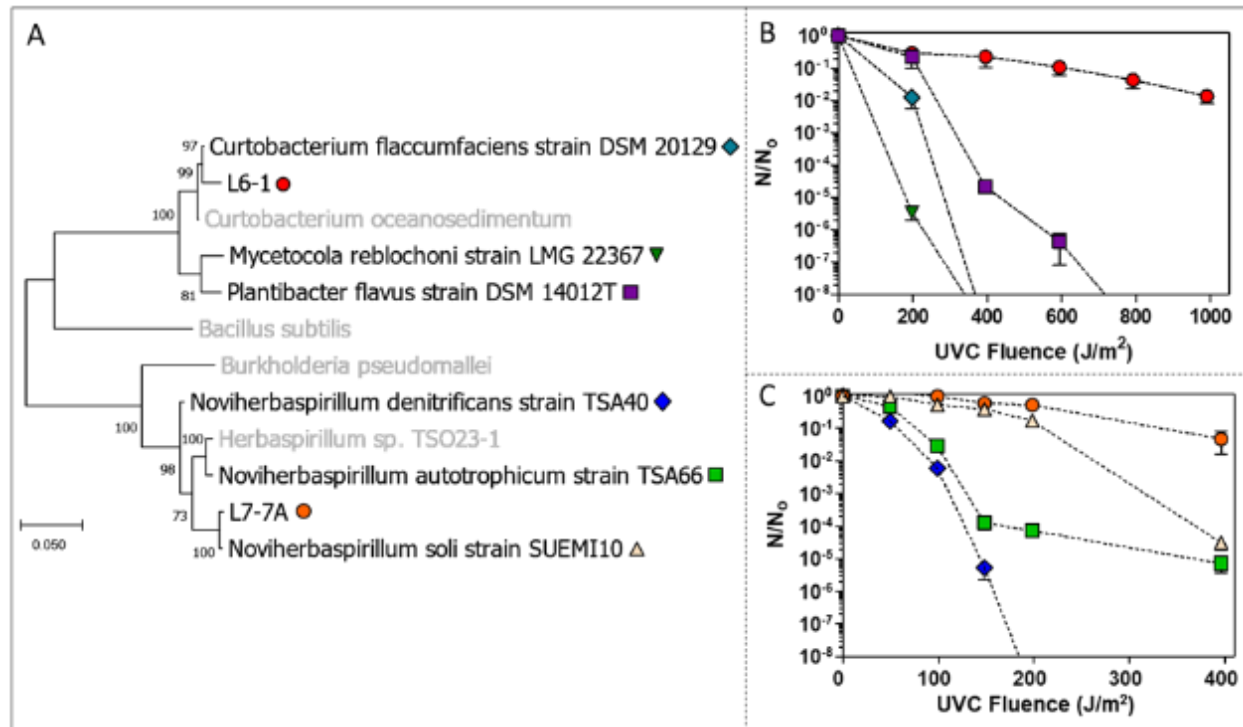 A
97
Curtobacterium flaccumfaciens strain DSM 20129
99
L6-1
100
Curtobacterium oceanosedimentum
Mycetocola reblochoni strain LMG 22367
81
Plantibacter flavus strain DSM 14012T
Bacillus subtilis
Burkholderia pseudomallei
Noviherbaspirillum denitrificans strain TSA40
100
100
Herbaspirillum sp. TSO23-1
98
Noviherbaspirillum autotrophicum strain TSA66
L7-7A
73
0.050
100
Noviherbaspirillum soli strain SUEMI10
B
10⁰
10⁻¹
10⁻²
10⁻³
10⁻⁴
10⁻⁵
10⁻⁶
10⁻⁷
10⁻⁸
N/N₀
0 200 400 600 800 1000
UVC Fluence (J/m²)
C
10⁰
10⁻¹
10⁻²
10⁻³
10⁻⁴
10⁻⁵
10⁻⁶
10⁻⁷
10⁻⁸
N/N₀
0 100 200 300 400
UVC Fluence (J/m²)